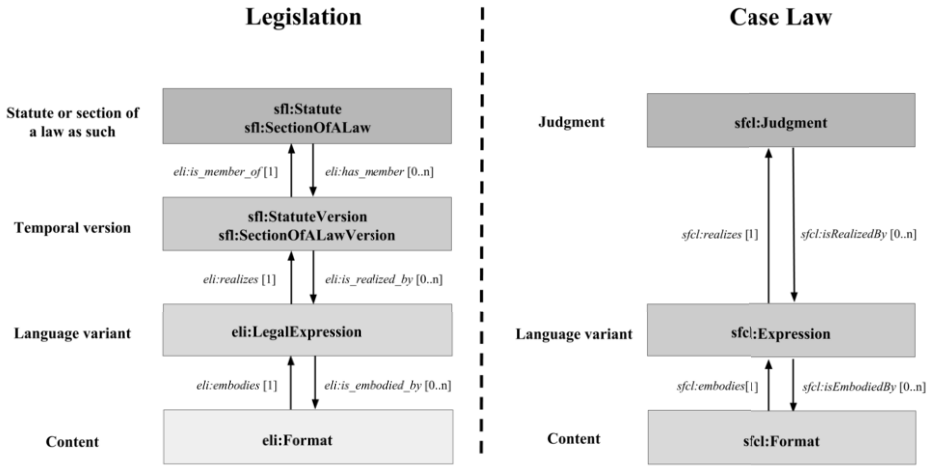 Legislation
Statute or section of
a law as such
sfl:Statute
sfl:SectionOfALaw
eli:is_member_of [1]
eli:has_member [0..n]
Temporal version
sfl:StatuteVersion
sfl:SectionOfALawVersion
eli:realizes [1]
eli:is_realized_by [0..n]
Language variant
eli:LegalExpression
eli:embodies [1]
eli:is_embodied_by [0..n]
Content
eli:Format
Case Law
Judgment
sfcl:Judgment
sfcl:realizes [1]
sfcl:isRealizedBy [0..n]
Language variant
sfcl:Expression
sfcl:embodies[1]
sfcl:isEmbodiedBy [0..n]
Content
sfcl:Format